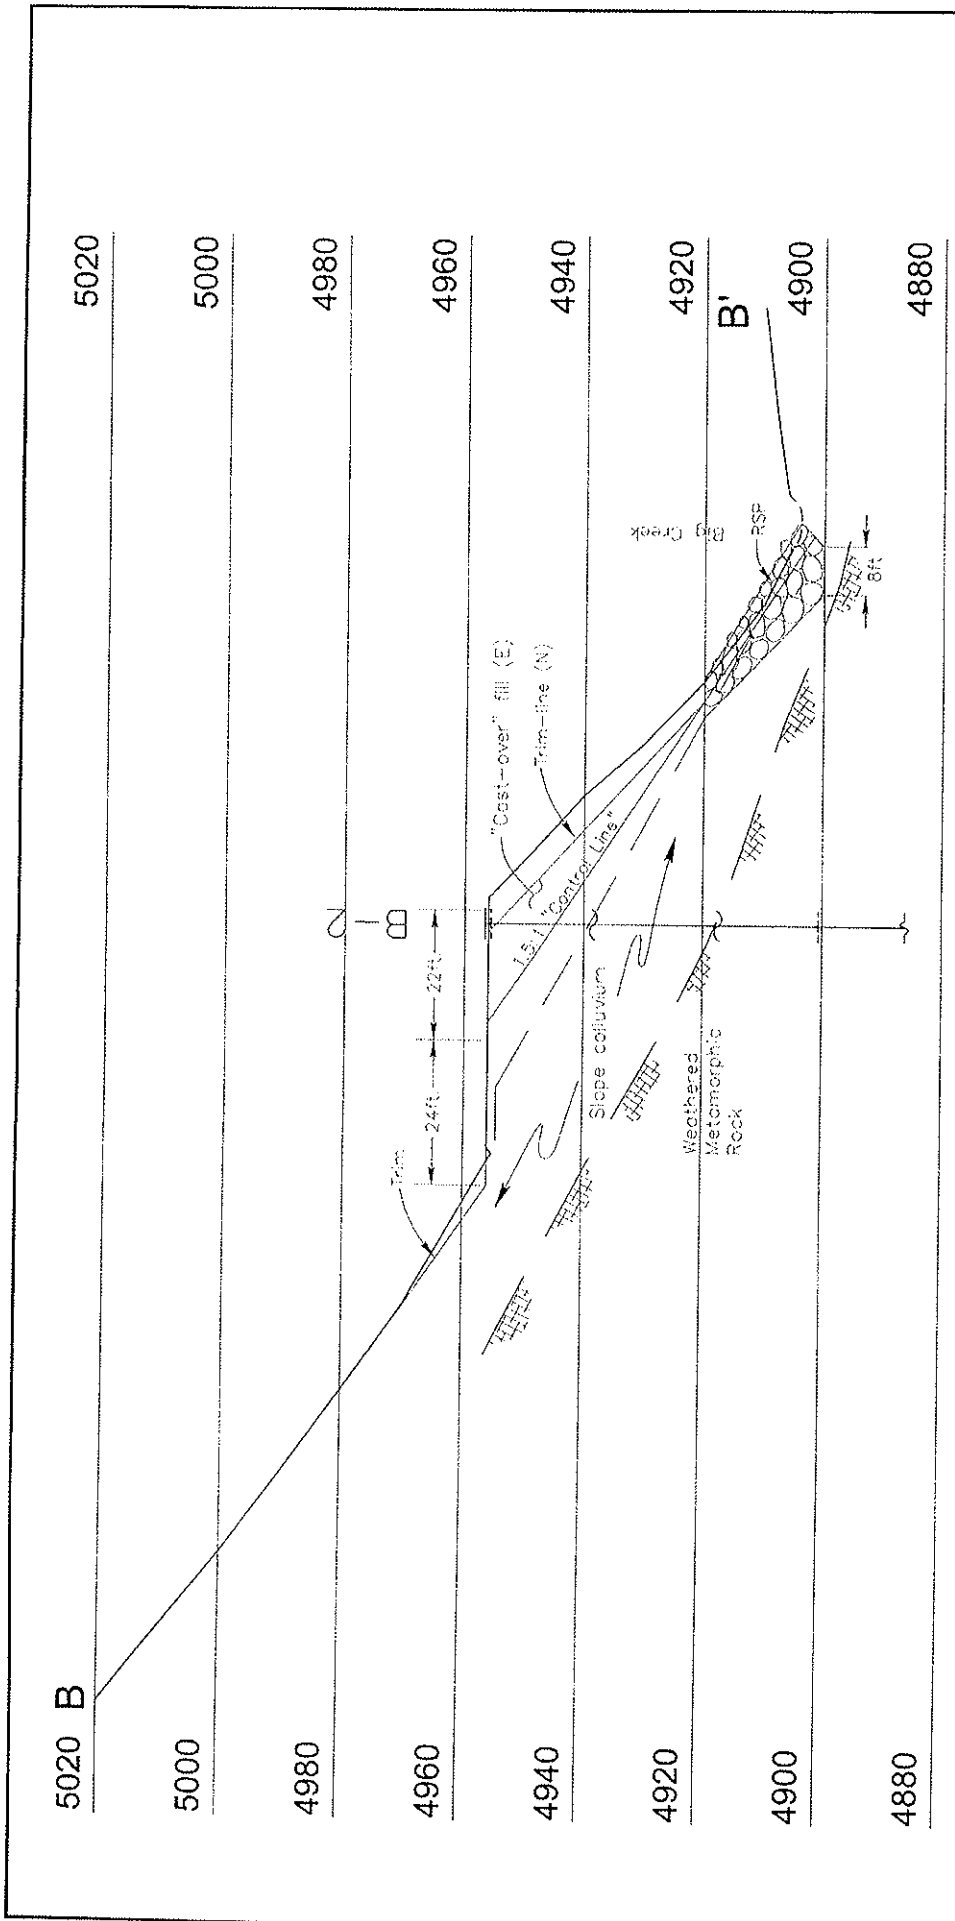 5020 B
5000
4980
4960
4940
4920
4900
4880
Trim
24ft.
22ft.
B-2
"Cast-over" fill (E)
Trim-line (N)
1.5:1 "Control Line"
Slope colluvium
Weathered
Metamorphic
Rock
Big Creek
RSP
8ft
B'
5020
5000
4980
4960
4940
4920
4900
4880